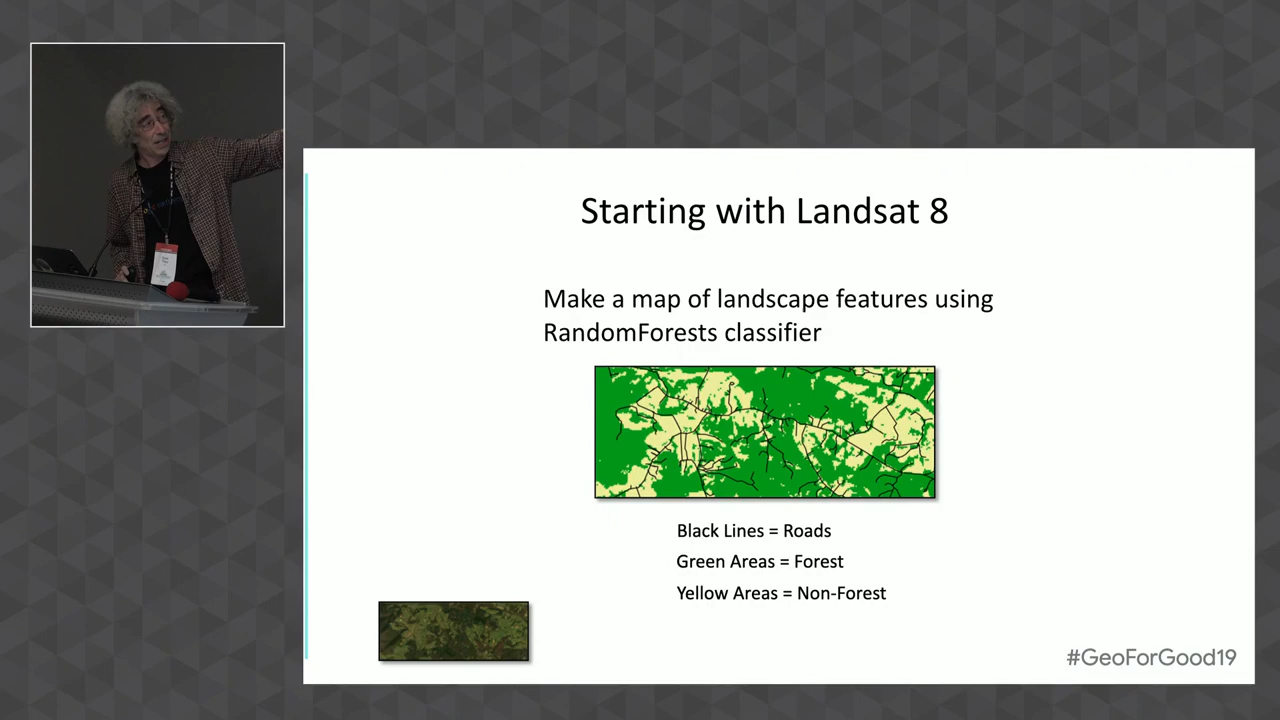 Starting with Landsat 8
Make a map of landscape features using
RandomForests classifier
Black Lines = Roads
Green Areas = Forest
Yellow Areas = Non-Forest
#GeoForGood19